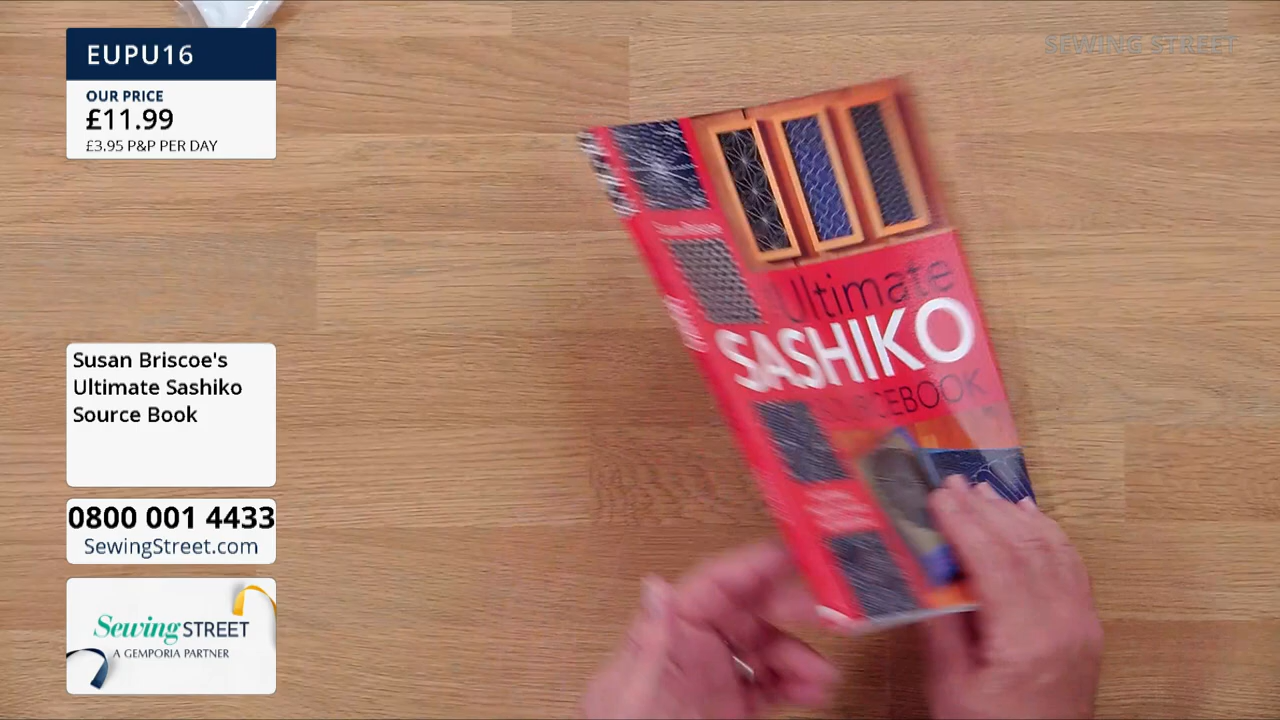 EUPU16
OUR PRICE
£11.99
£3.95 P&P PER DAY
Susan Briscoe's
Ultimate Sashiko
Source Book
0800 001 4433
SewingStreet.com
Sewing STREET
A GEMPORIA PARTNER
SEWING STREET
Ultimate
SASHIKO
SOURCEBOOK